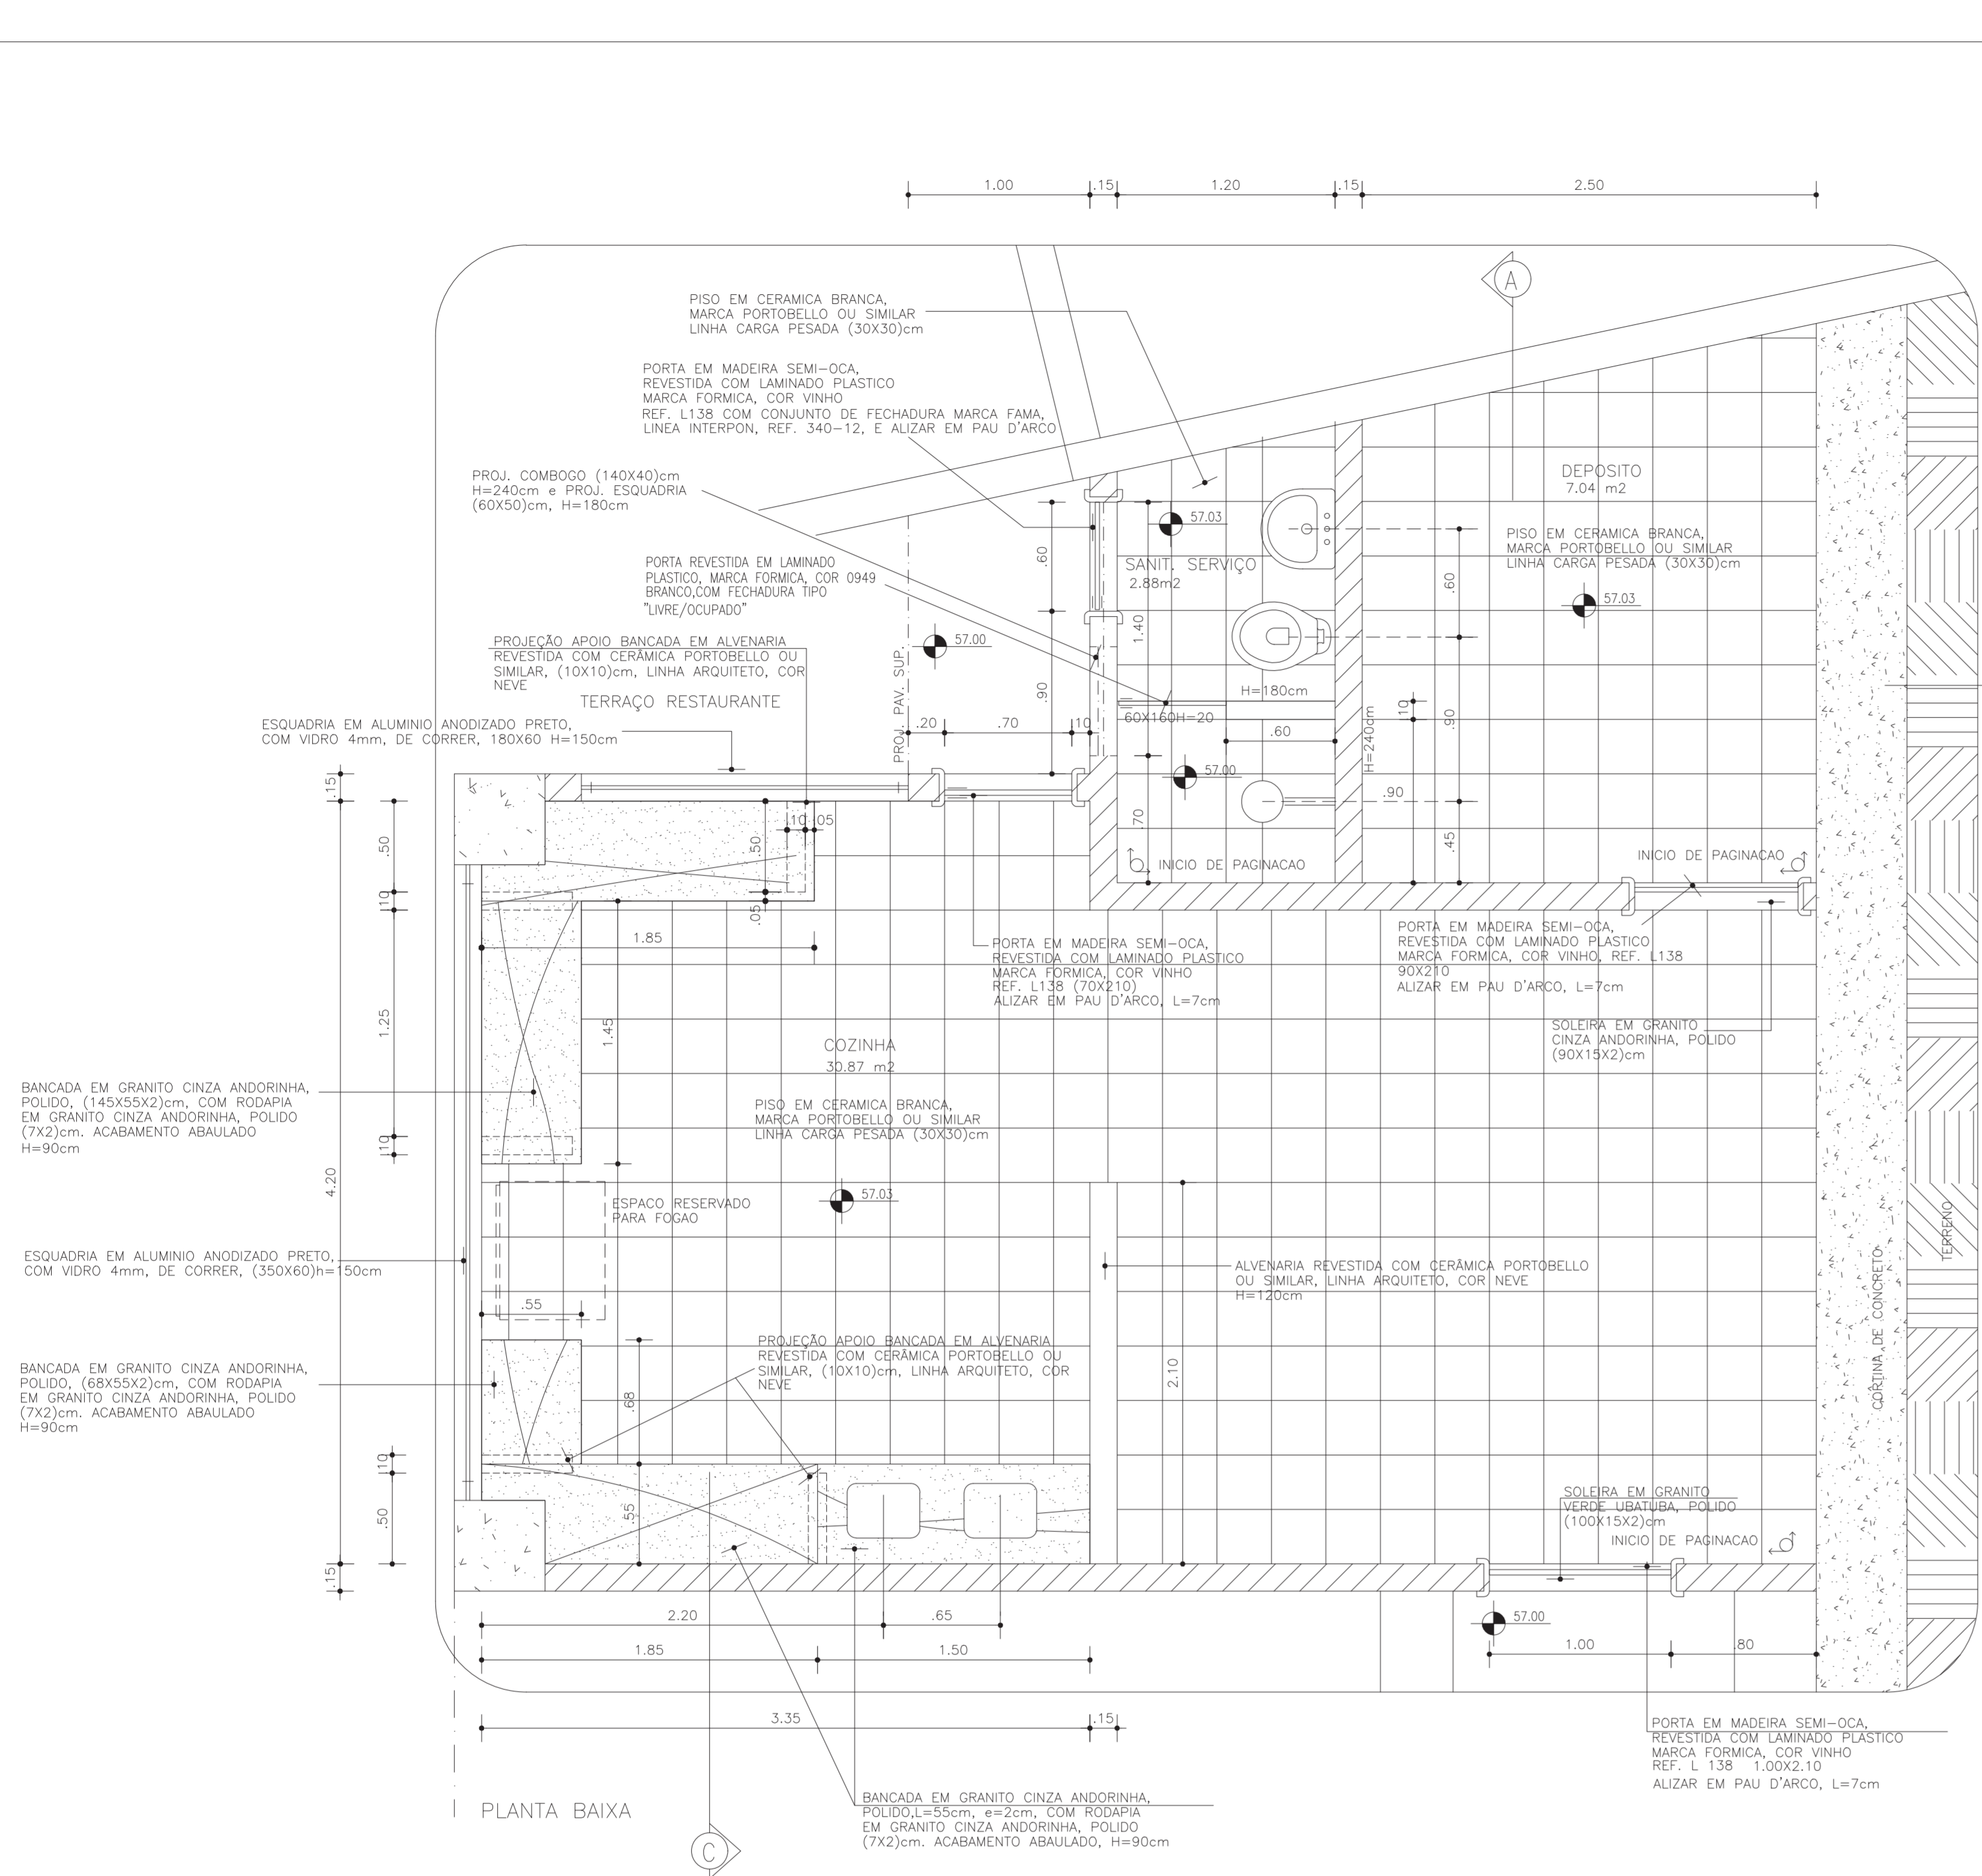 1.00
.15
1.20
.15
2.50
A
PISO EM CERAMICA BRANCA,
MARCA PORTOBELLO OU SIMILAR
LINHA CARGA PESADA (30X30)cm
PORTA EM MADEIRA SEMI-OCA,
REVESTIDA COM LAMINADO PLASTICO
MARCA FORMICA, COR VINHO
REF. L138 COM CONJUNTO DE FECHADURA MARCA FAMA,
LINEA INTERPON, REF. 340-12, E ALIZAR EM PAU D'ARCO
PROJ. COMBOGO (140X40)cm
H=240cm e PROJ. ESQUADRIA
(60X50)cm, H=180cm
PORTA REVESTIDA EM LAMINADO
PLASTICO, MARCA FORMICA, COR 0949
BRANCO,COM FECHADURA TIPO
"LIVRE/OCUPADO"
PROJEÇÃO APOIO BANCADA EM ALVENARIA
REVESTIDA COM CERÂMICA PORTOBELLO OU
SIMILAR, (10X10)cm, LINHA ARQUITETO, COR
NEVE
TERRAÇO RESTAURANTE
ESQUADRIA EM ALUMINIO ANODIZADO PRETO,
COM VIDRO 4mm, DE CORRER, 180X60 H=150cm
PROJ. PAV. SUP.
57.00
.60
.90
.20
.70
.10
57.03
SANIT. SERVIÇO
2.88m2
1.40
H=180cm
60X160H=20
.60
57.00
.70
INICIO DE PAGINACAO
H=240cm
.10
.90
.60
.90
.45
DEPOSITO
7.04 m2
PISO EM CERAMICA BRANCA,
MARCA PORTOBELLO OU SIMILAR
LINHA CARGA PESADA (30X30)cm
57.03
INICIO DE PAGINACAO
.15
.50
.10
1.25
.10
4.20
.10
.50
.15
.50
.10
.05
.05
1.85
1.45
PORTA EM MADEIRA SEMI-OCA,
REVESTIDA COM LAMINADO PLASTICO
MARCA FORMICA, COR VINHO
REF. L138 (70X210)
ALIZAR EM PAU D'ARCO, L=7cm
PORTA EM MADEIRA SEMI-OCA,
REVESTIDA COM LAMINADO PLASTICO
MARCA FORMICA, COR VINHO, REF. L138
90X210
ALIZAR EM PAU D'ARCO, L=7cm
SOLEIRA EM GRANITO
CINZA ANDORINHA, POLIDO
(90X15X2)cm
COZINHA
30.87 m2
PISO EM CERAMICA BRANCA,
MARCA PORTOBELLO OU SIMILAR
LINHA CARGA PESADA (30X30)cm
57.03
BANCADA EM GRANITO CINZA ANDORINHA,
POLIDO, (145X55X2)cm, COM RODAPIA
EM GRANITO CINZA ANDORINHA, POLIDO
(7X2)cm. ACABAMENTO ABAULADO
H=90cm
ESPACO RESERVADO
PARA FOGAO
ESQUADRIA EM ALUMINIO ANODIZADO PRETO,
COM VIDRO 4mm, DE CORRER, (350X60)h=150cm
.55
ALVENARIA REVESTIDA COM CERÂMICA PORTOBELLO
OU SIMILAR, LINHA ARQUITETO, COR NEVE
H=120cm
2.10
TERRENO
CORTINA DE CONCRETO
BANCADA EM GRANITO CINZA ANDORINHA,
POLIDO, (68X55X2)cm, COM RODAPIA
EM GRANITO CINZA ANDORINHA, POLIDO
(7X2)cm. ACABAMENTO ABAULADO
H=90cm
PROJEÇÃO APOIO BANCADA EM ALVENARIA
REVESTIDA COM CERÂMICA PORTOBELLO OU
SIMILAR, (10X10)cm, LINHA ARQUITETO, COR
NEVE
.68
.55
SOLEIRA EM GRANITO
VERDE UBATUBA, POLIDO
(100X15X2)cm
INICIO DE PAGINACAO
2.20
.65
1.85
1.50
57.00
1.00
.80
3.35
.15
PORTA EM MADEIRA SEMI-OCA,
REVESTIDA COM LAMINADO PLASTICO
MARCA FORMICA, COR VINHO
REF. L 138 1.00X2.10
ALIZAR EM PAU D'ARCO, L=7cm
PLANTA BAIXA
BANCADA EM GRANITO CINZA ANDORINHA,
POLIDO,L=55cm, e=2cm, COM RODAPIA
EM GRANITO CINZA ANDORINHA, POLIDO
(7X2)cm. ACABAMENTO ABAULADO, H=90cm
C